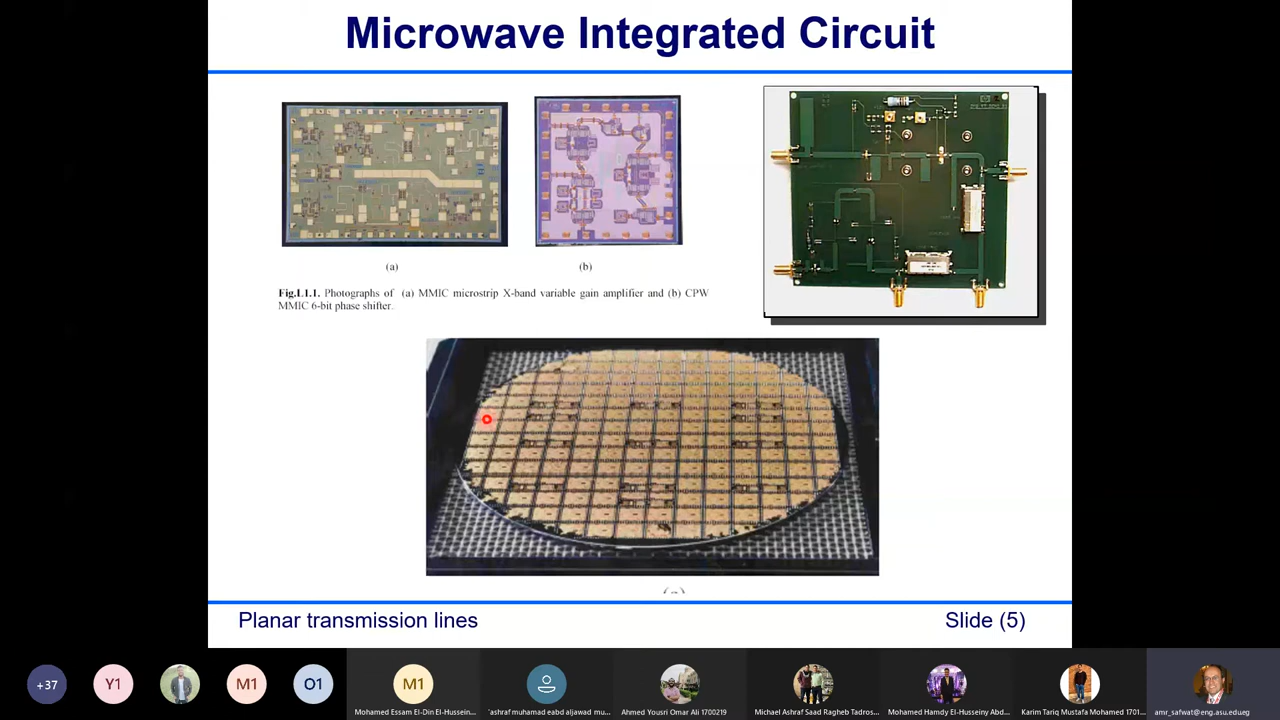 Microwave Integrated Circuit
(a)
(b)
Fig.I.1.1. Photographs of (a) MMIC microstrip X-band variable gain amplifier and (b) CPW
MMIC 6-bit phase shifter.
Planar transmission lines
Slide (5)
+37
Y1
M1
O1
M1
Mohamed Essam El-Din El-Hussein...
'ashraf muhamad eabd aljawad mu...
Ahmed Yousri Omar Ali 1700219
Michael Ashraf Saad Ragheb Tadros...
Mohamed Hamdy El-Husseiny Abd...
Karim Tariq Mustafa Mohamed 1701...
amr_safwat@eng.asu.edueg